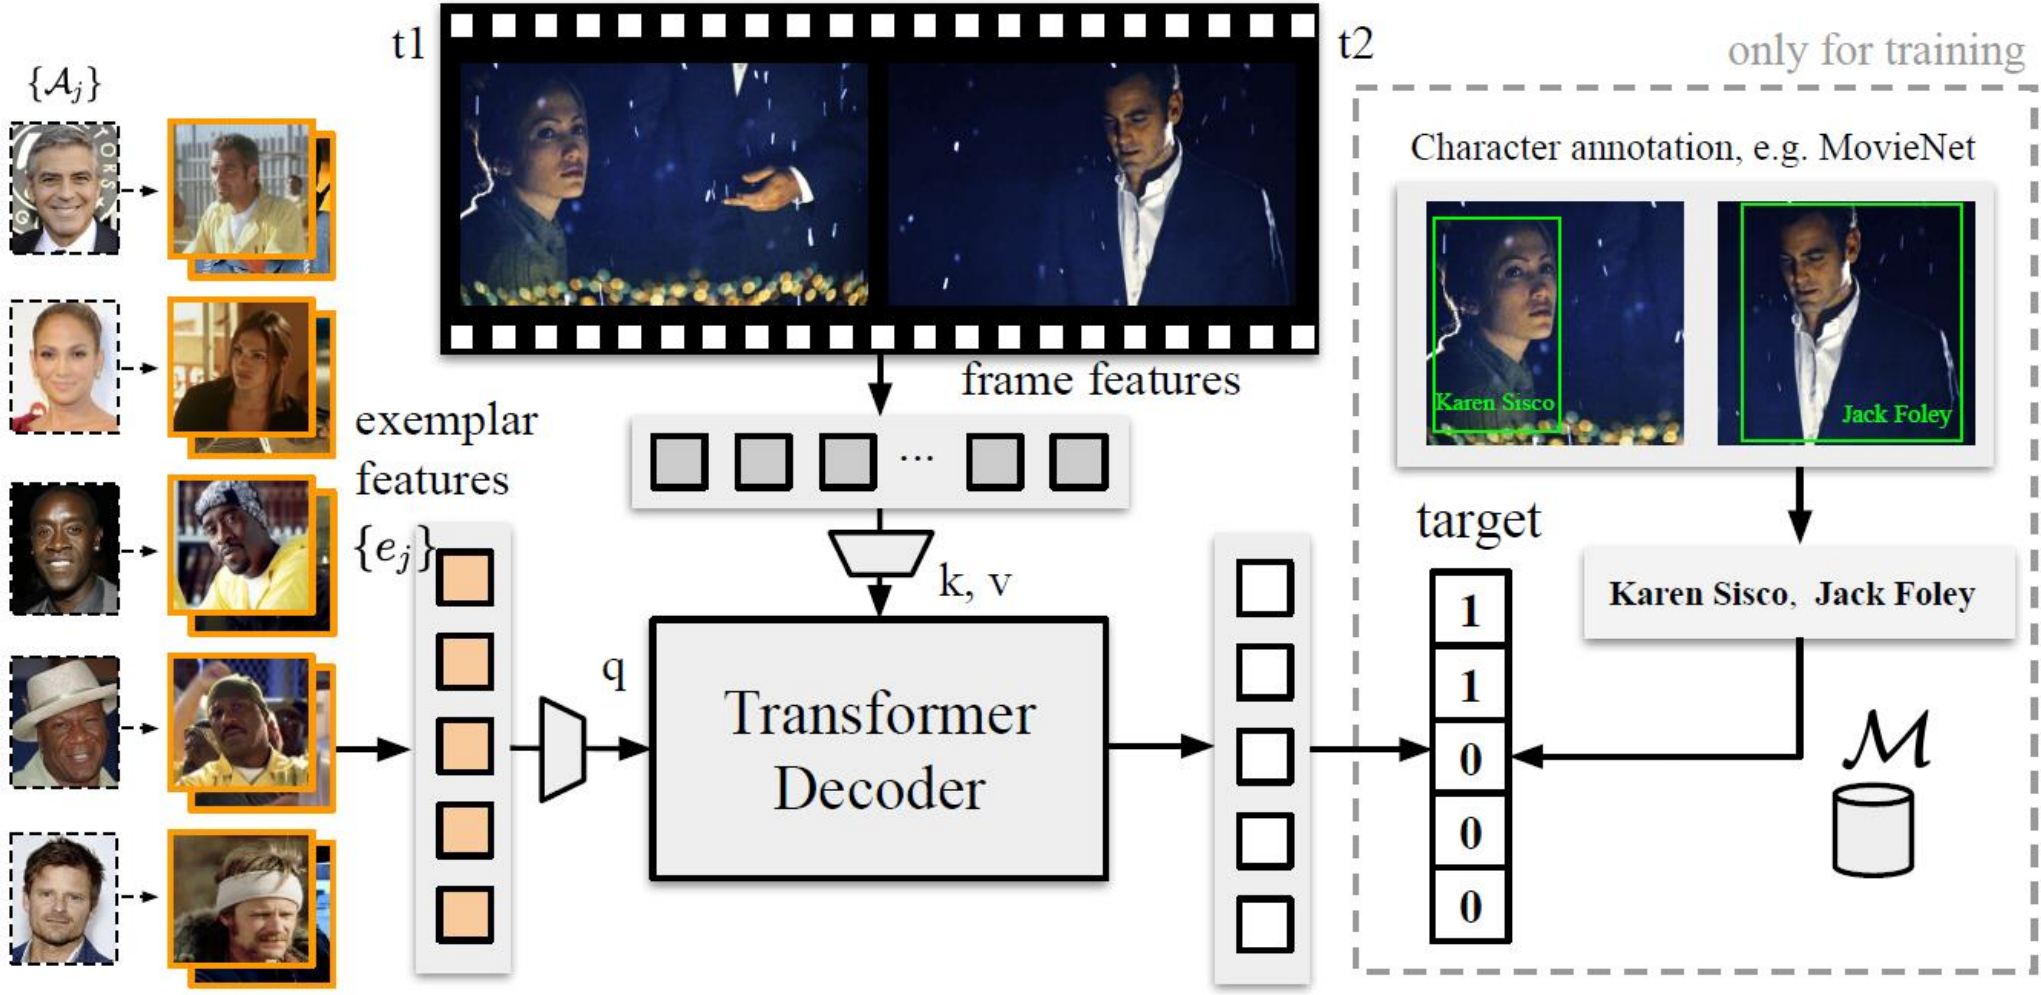 t1
t2
only for training
{𝒜ⱼ}
Character annotation, e.g. MovieNet
Karen Sisco
Jack Foley
frame features
exemplar
features
{eⱼ}
...
k, v
q
Transformer
Decoder
target
1
1
0
0
0
Karen Sisco, Jack Foley
ℳ